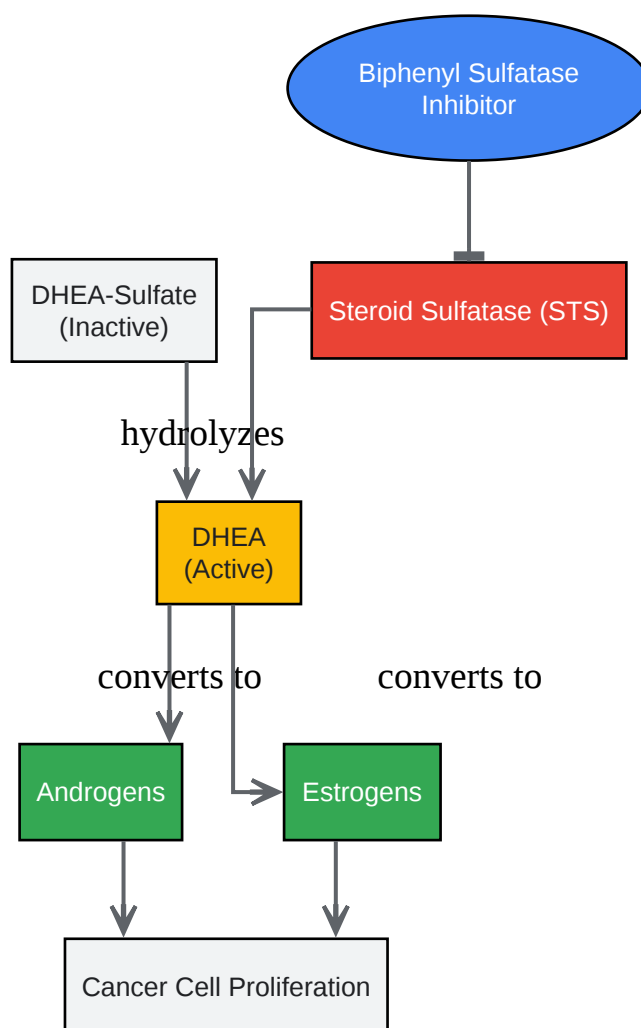 Biphenyl Sulfatase
Inhibitor
DHEA-Sulfate
(Inactive)
Steroid Sulfatase (STS)
hydrolyzes
DHEA
(Active)
converts to
converts to
Androgens
Estrogens
Cancer Cell Proliferation